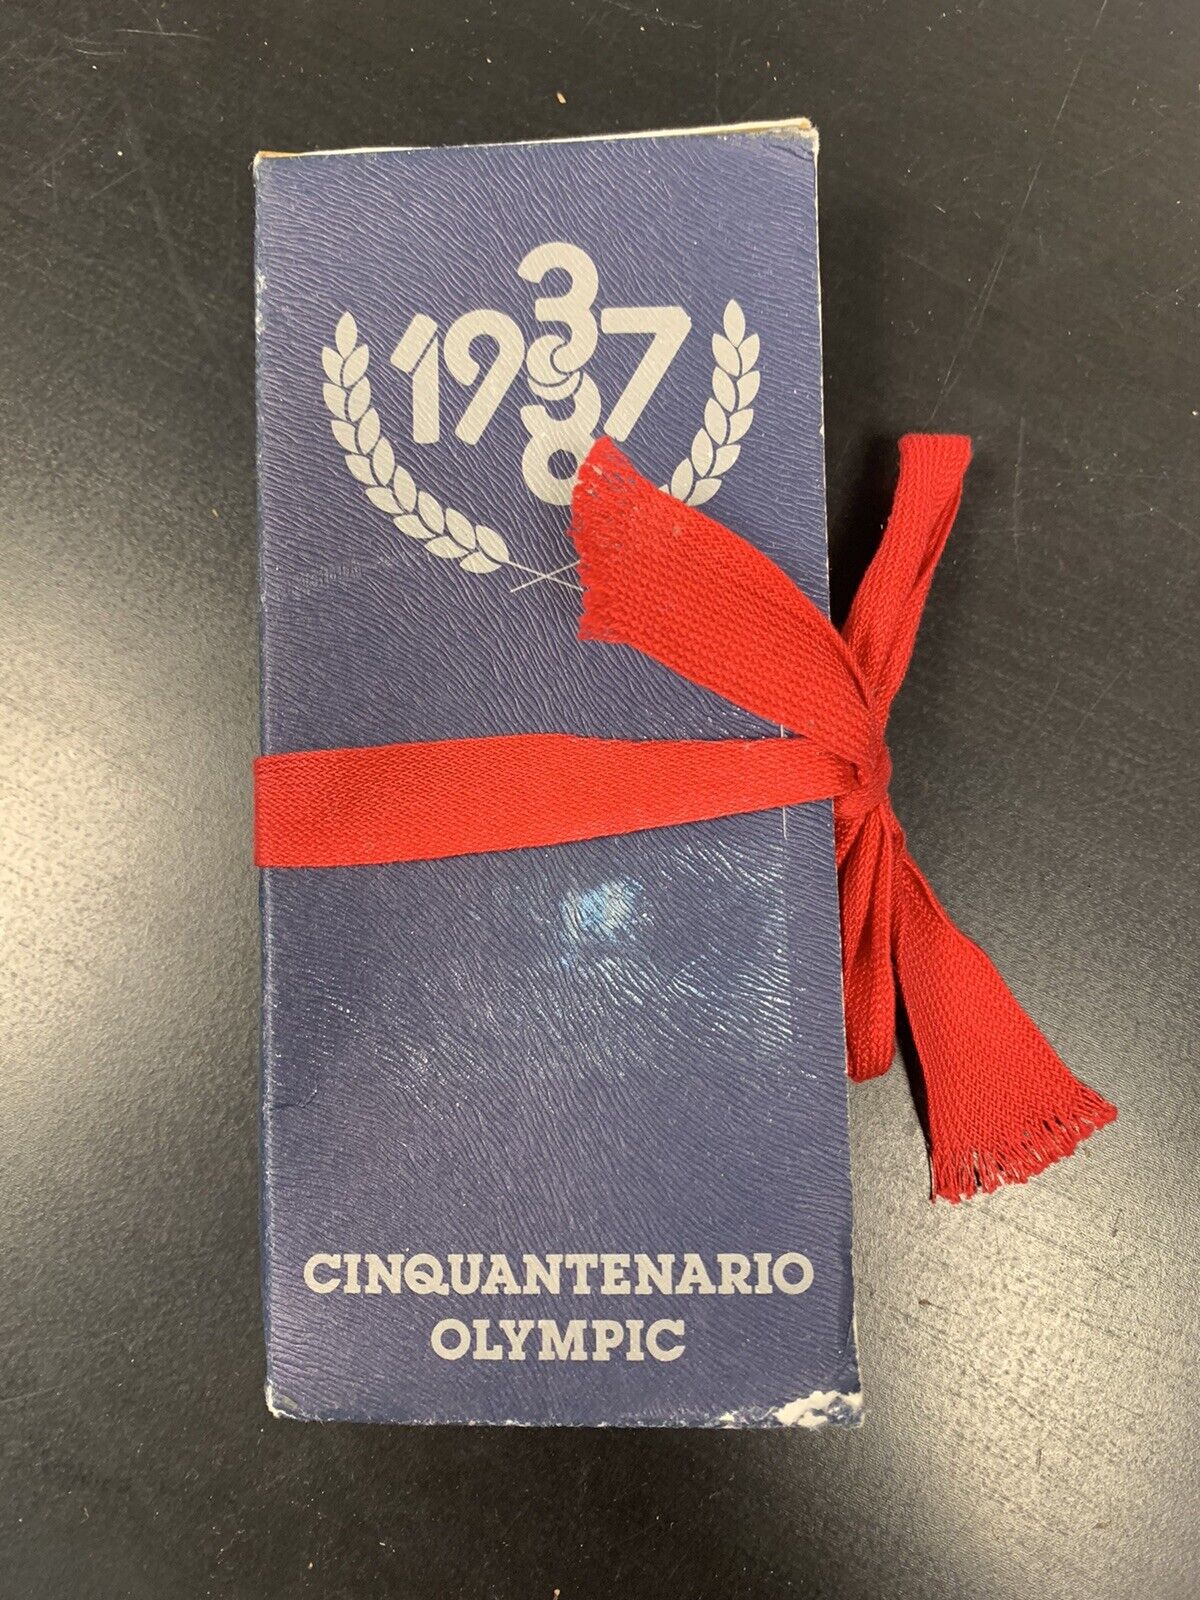 3
19 7
8
CINQUANTENARIO
OLYMPIC